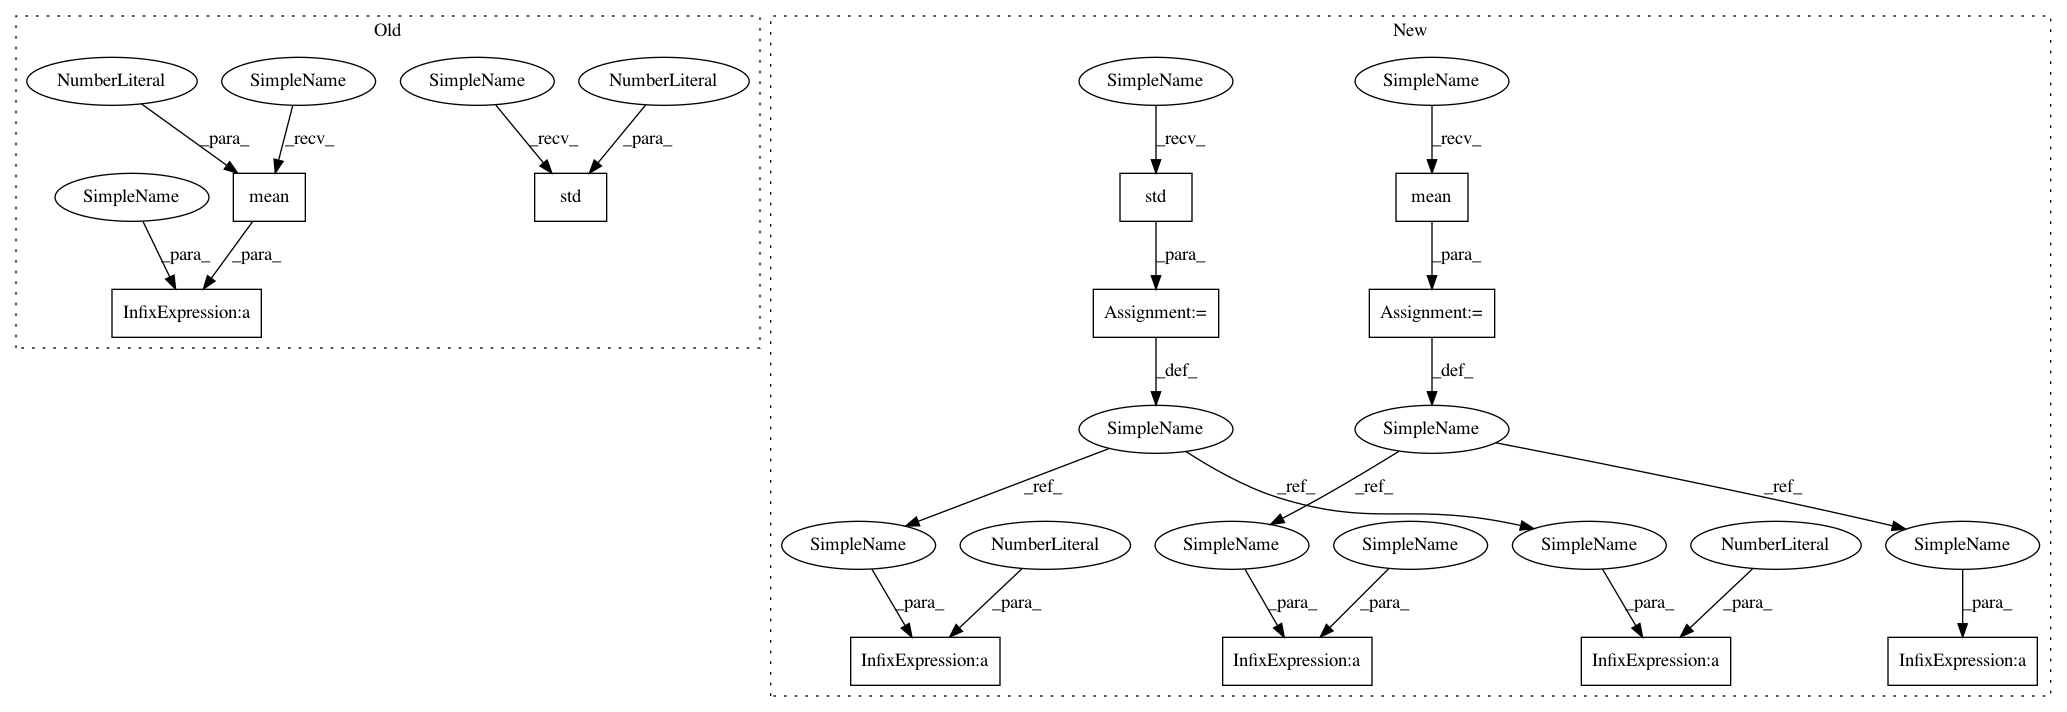 Old
New
NumberLiteral
SimpleName
SimpleName
NumberLiteral
SimpleName
SimpleName
_para_
_recv_
_recv_
_para_
_recv_
_recv_
SimpleName
mean
std
std
mean
_para_
_para_
_para_
_para_
InfixExpression:a
Assignment:=
Assignment:=
_def_
_def_
SimpleName
SimpleName
_ref_
_ref_
_ref_
_ref_
SimpleName
NumberLiteral
SimpleName
SimpleName
SimpleName
NumberLiteral
SimpleName
_para_
_para_
_para_
_para_
_para_
_para_
_para_
InfixExpression:a
InfixExpression:a
InfixExpression:a
InfixExpression:a